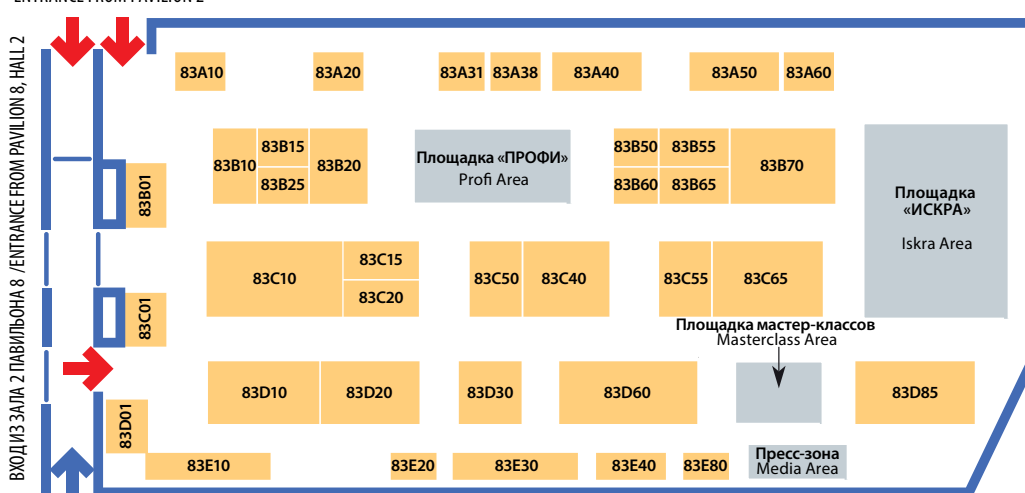 ENTRANCE FROM PAVILION 2
ВХОД ИЗ ЗАЛА 2 ПАВИЛЬОНА 8 /ENTRANCE FROM PAVILION 8, HALL 2
83A10
83A20
83A31
83A38
83A40
83A50
83A60
83B01
83B10
83B15
83B25
83B20
Площадка «ПРОФИ»
Profi Area
83B50
83B55
83B60
83B65
83B70
Площадка
«ИСКРА»
Iskra Area
83C01
83C10
83C15
83C20
83C50
83C40
83C55
83C65
Площадка мастер-классов
Masterclass Area
83D01
83D10
83D20
83D30
83D60
83D85
83E10
83E20
83E30
83E40
83E80
Пресс-зона
Media Area